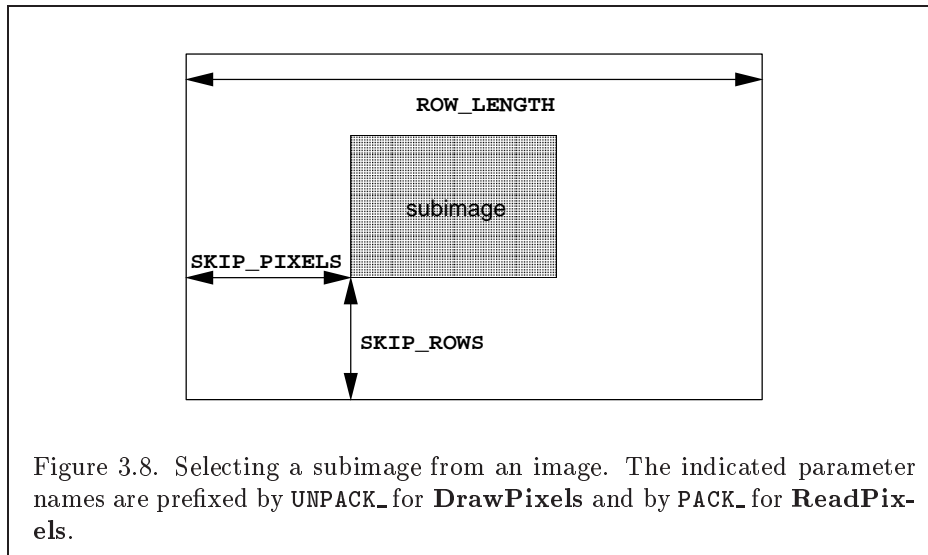 ROW_LENGTH
subimage
SKIP_PIXELS
SKIP_ROWS
Figure 3.8. Selecting a subimage from an image. The indicated parameter
names are prefixed by UNPACK_ for DrawPixels and by PACK_ for ReadPix-
els.